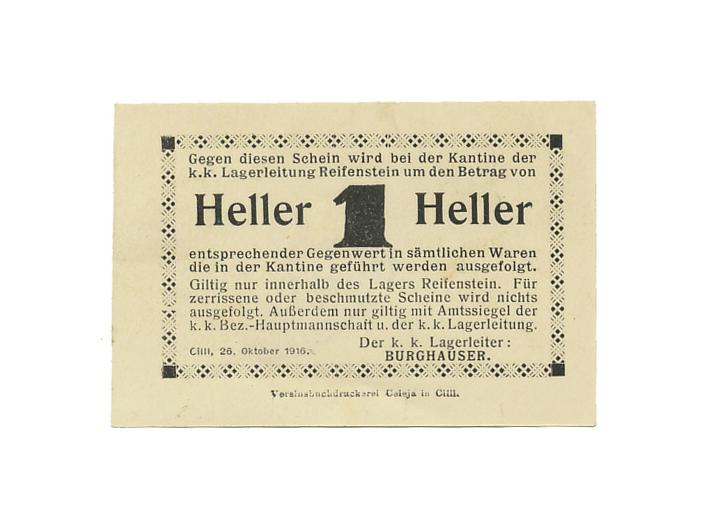 Gegen diesen Schein wird bei der Kantine der
k.k. Lagerleitung Reifenstein um den Betrag von
Heller 1 Heller
entsprechender Gegenwert in sämtlichen Waren
die in der Kantine geführt werden ausgefolgt.
Giltig nur innerhalb des Lagers Reifenstein. Für
zerrissene oder beschmutzte Scheine wird nichts
ausgefolgt. Außerdem nur giltig mit Amtssiegel der
k. k. Bez.-Hauptmannschaft u. der k. k. Lagerleitung.
Cilli, 26. Oktober 1916.
Der k. k. Lagerleiter:
BURGHAUSER.
Vereinsbuchdruckerei Celeja in Cilli.